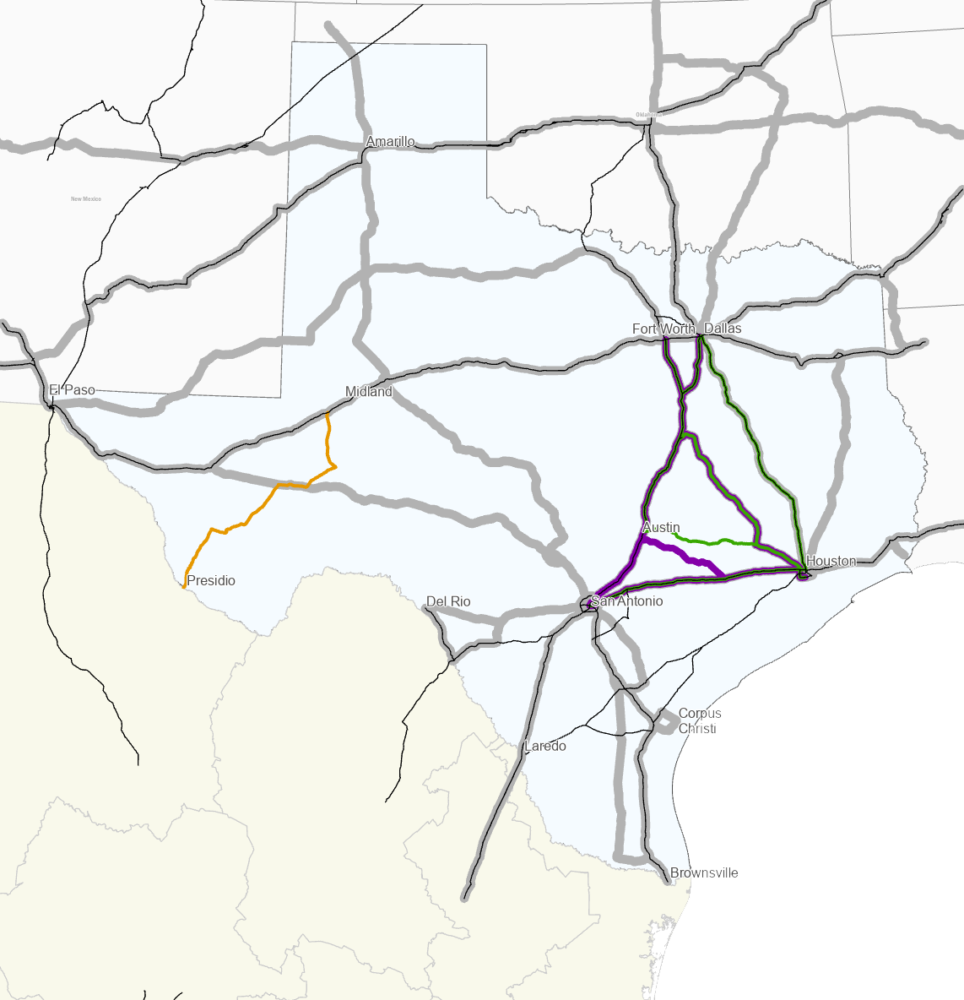 Oklahoma
Amarillo
New Mexico
Fort Worth
Dallas
El Paso
Midland
Austin
Houston
Presidio
Del Rio
San Antonio
Corpus
Christi
Laredo
Brownsville